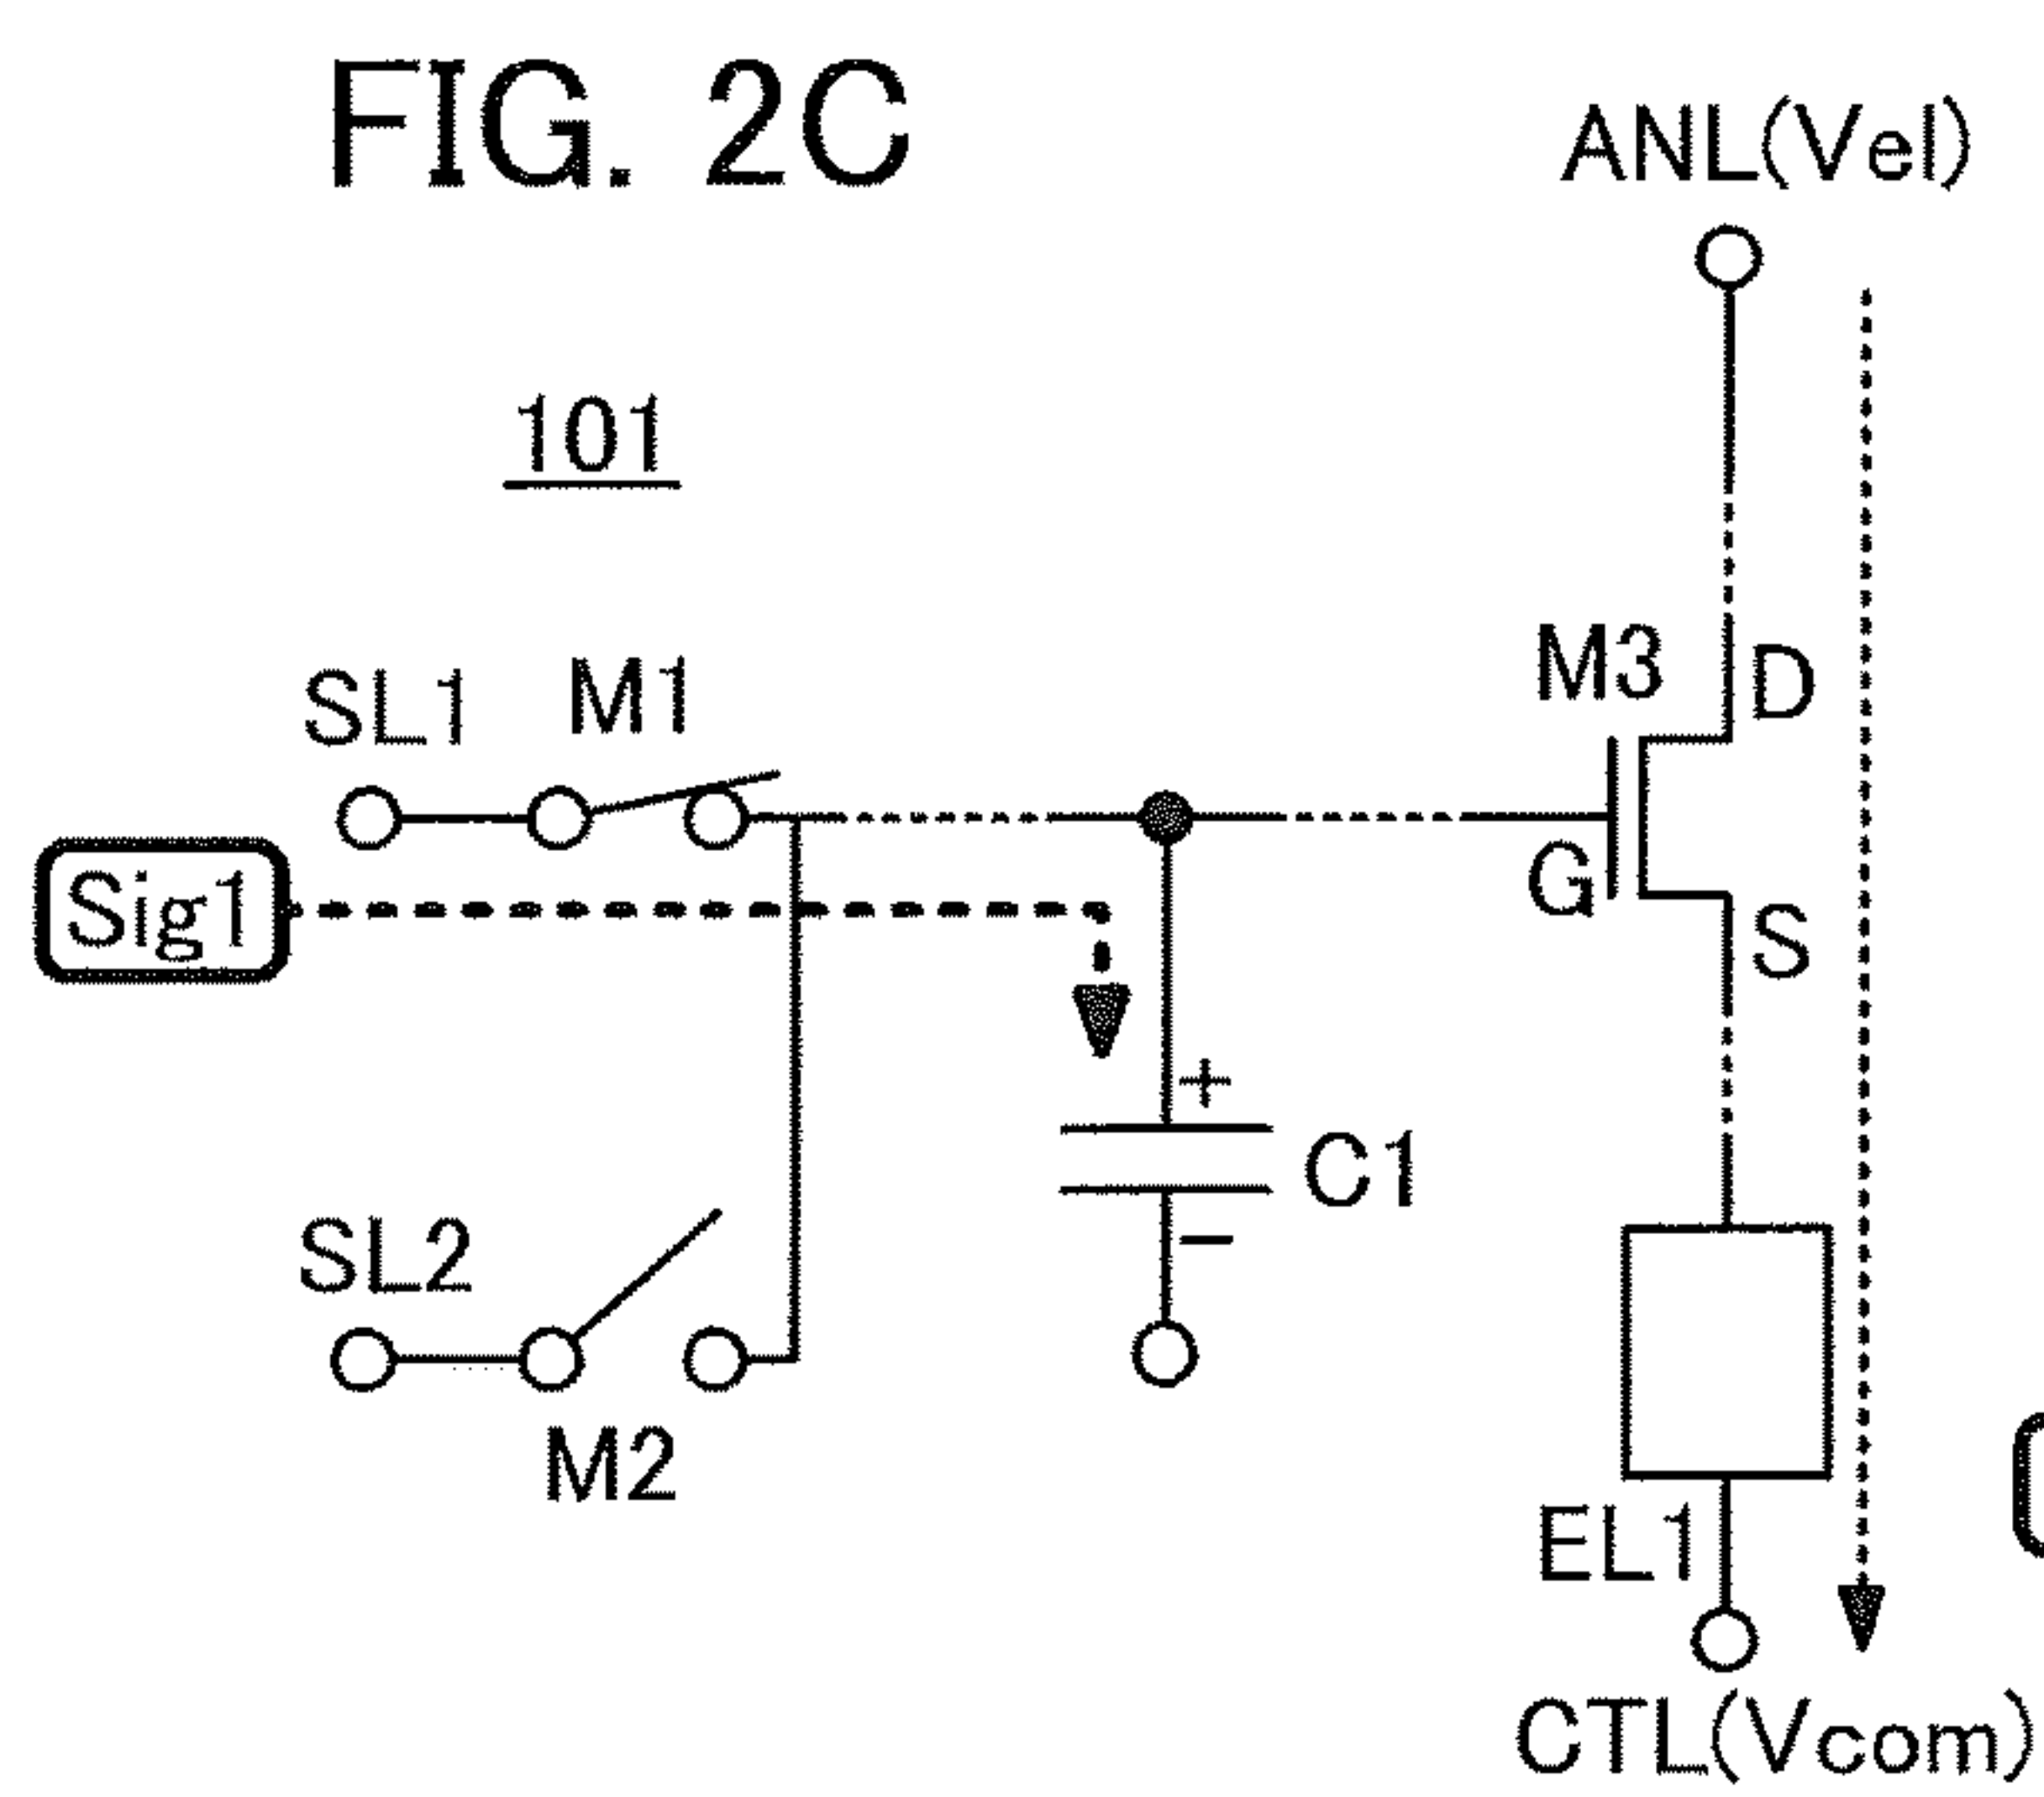 FIG. 2C
ANL(Vel)
101
M3
D
SL1
M1
G
Sig1
S
+
C1
SL2
−
M2
EL1
CTL(Vcom)